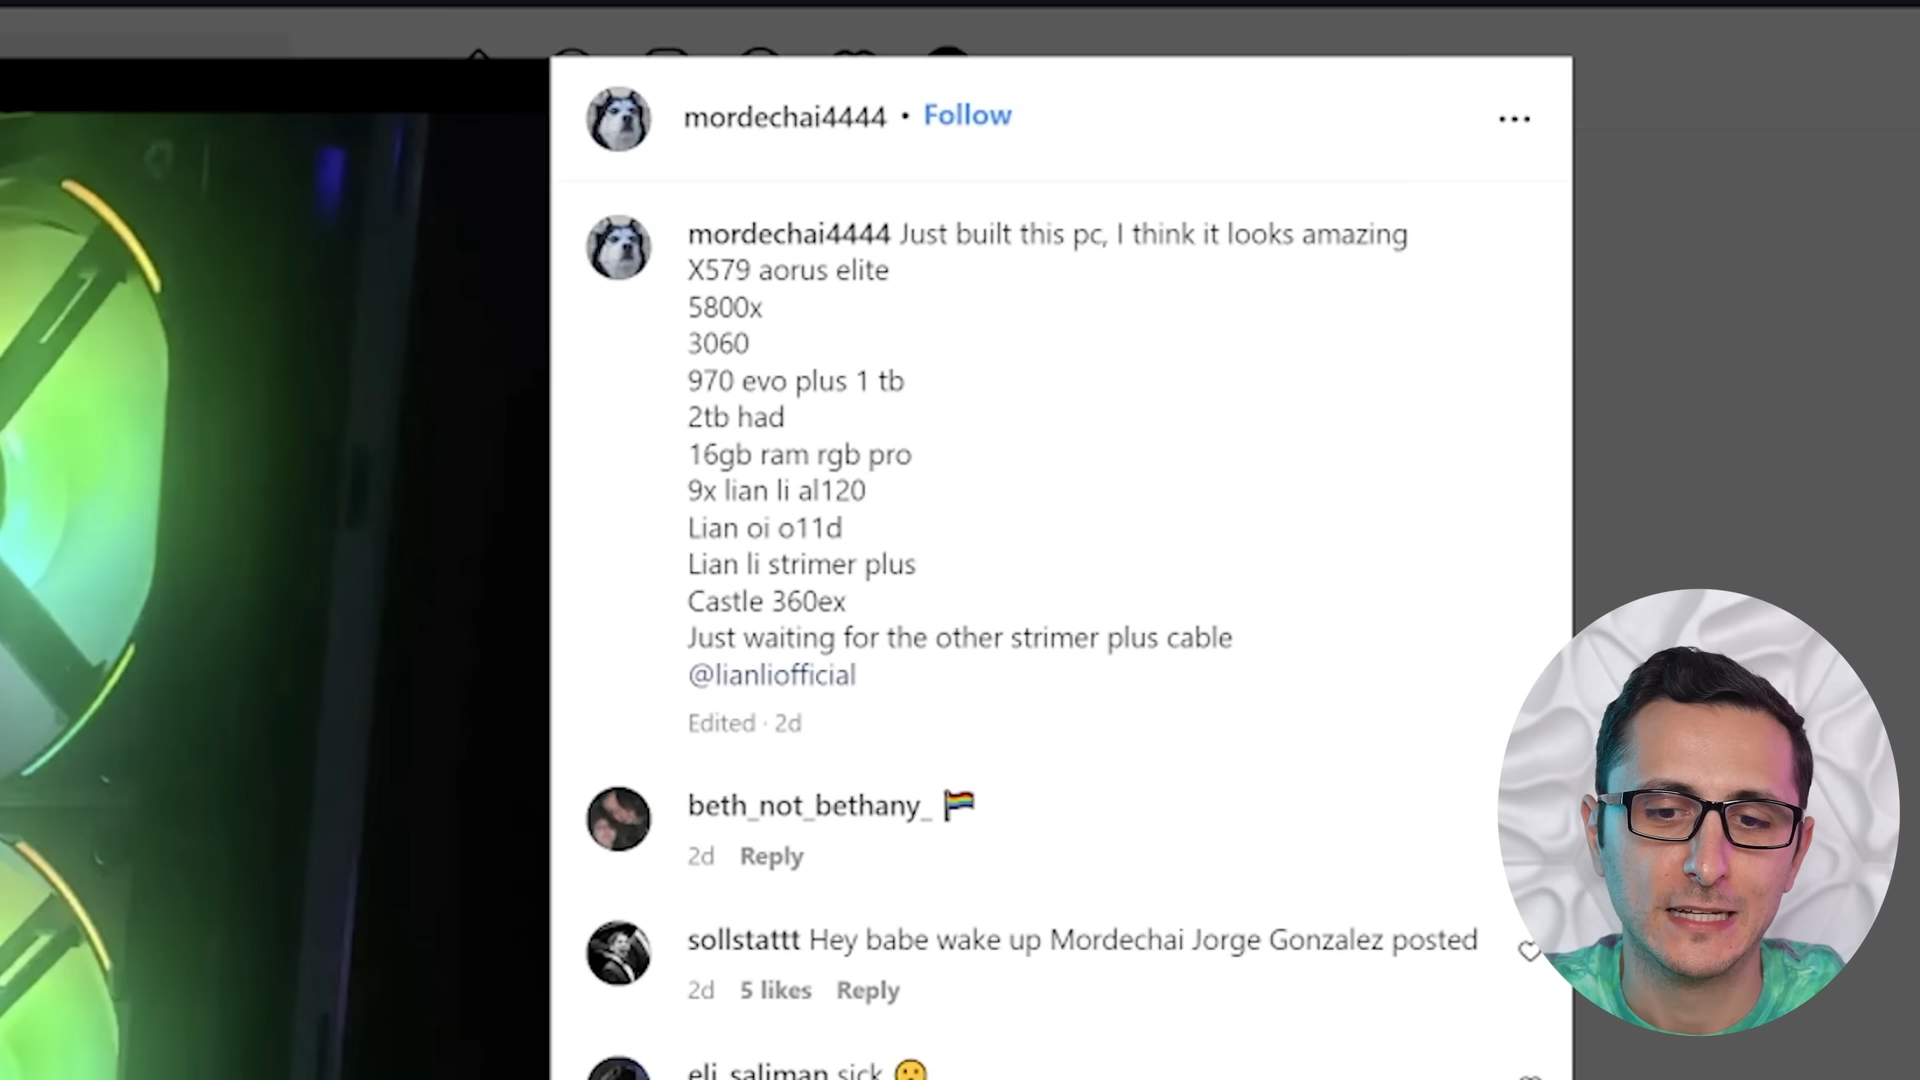 mordechai4444 • Follow
mordechai4444 Just built this pc, I think it looks amazing
X579 aorus elite
5800x
3060
970 evo plus 1 tb
2tb had
16gb ram rgb pro
9x lian li al120
Lian oi o11d
Lian li strimer plus
Castle 360ex
Just waiting for the other strimer plus cable
@lianliofficial
Edited · 2d
beth_not_bethany_ 🏳️‍🌈
2d Reply
sollstattt Hey babe wake up Mordechai Jorge Gonzalez posted
2d 5 likes Reply
eli_saliman sick